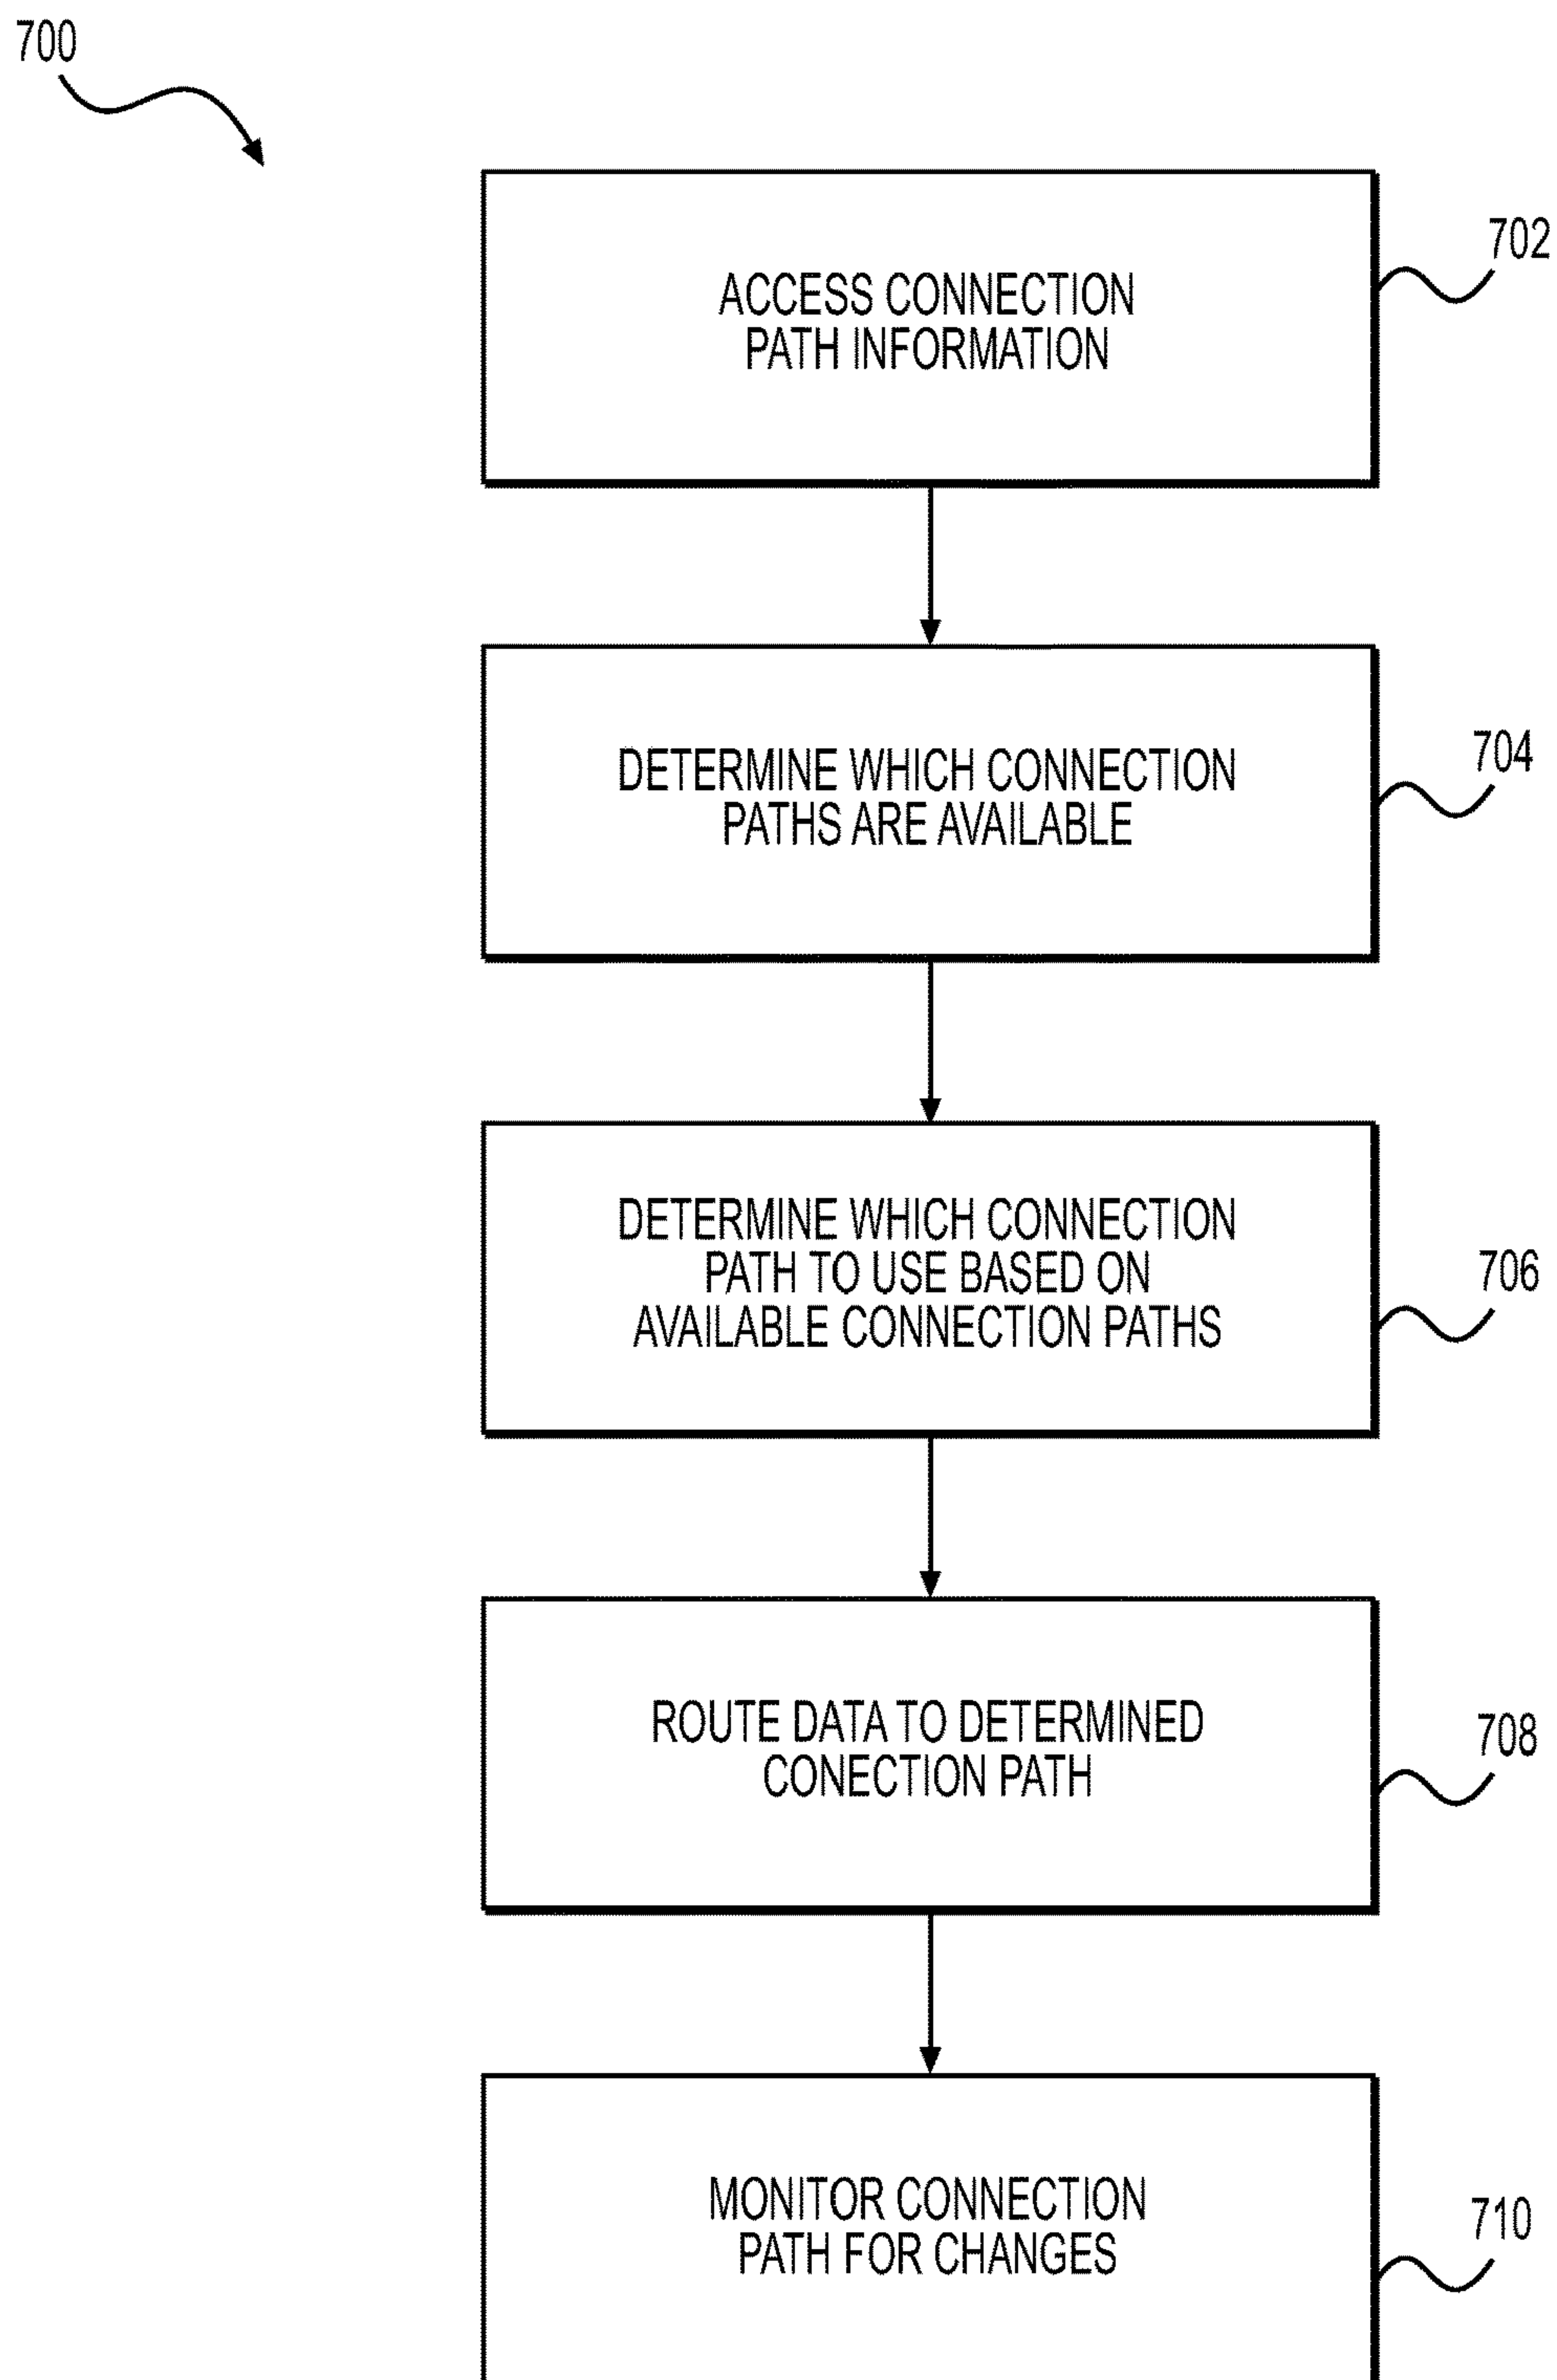 700
702
ACCESS CONNECTION
PATH INFORMATION
704
DETERMINE WHICH CONNECTION
PATHS ARE AVAILABLE
706
DETERMINE WHICH CONNECTION
PATH TO USE BASED ON
AVAILABLE CONNECTION PATHS
708
ROUTE DATA TO DETERMINED
CONECTION PATH
710
MONITOR CONNECTION
PATH FOR CHANGES